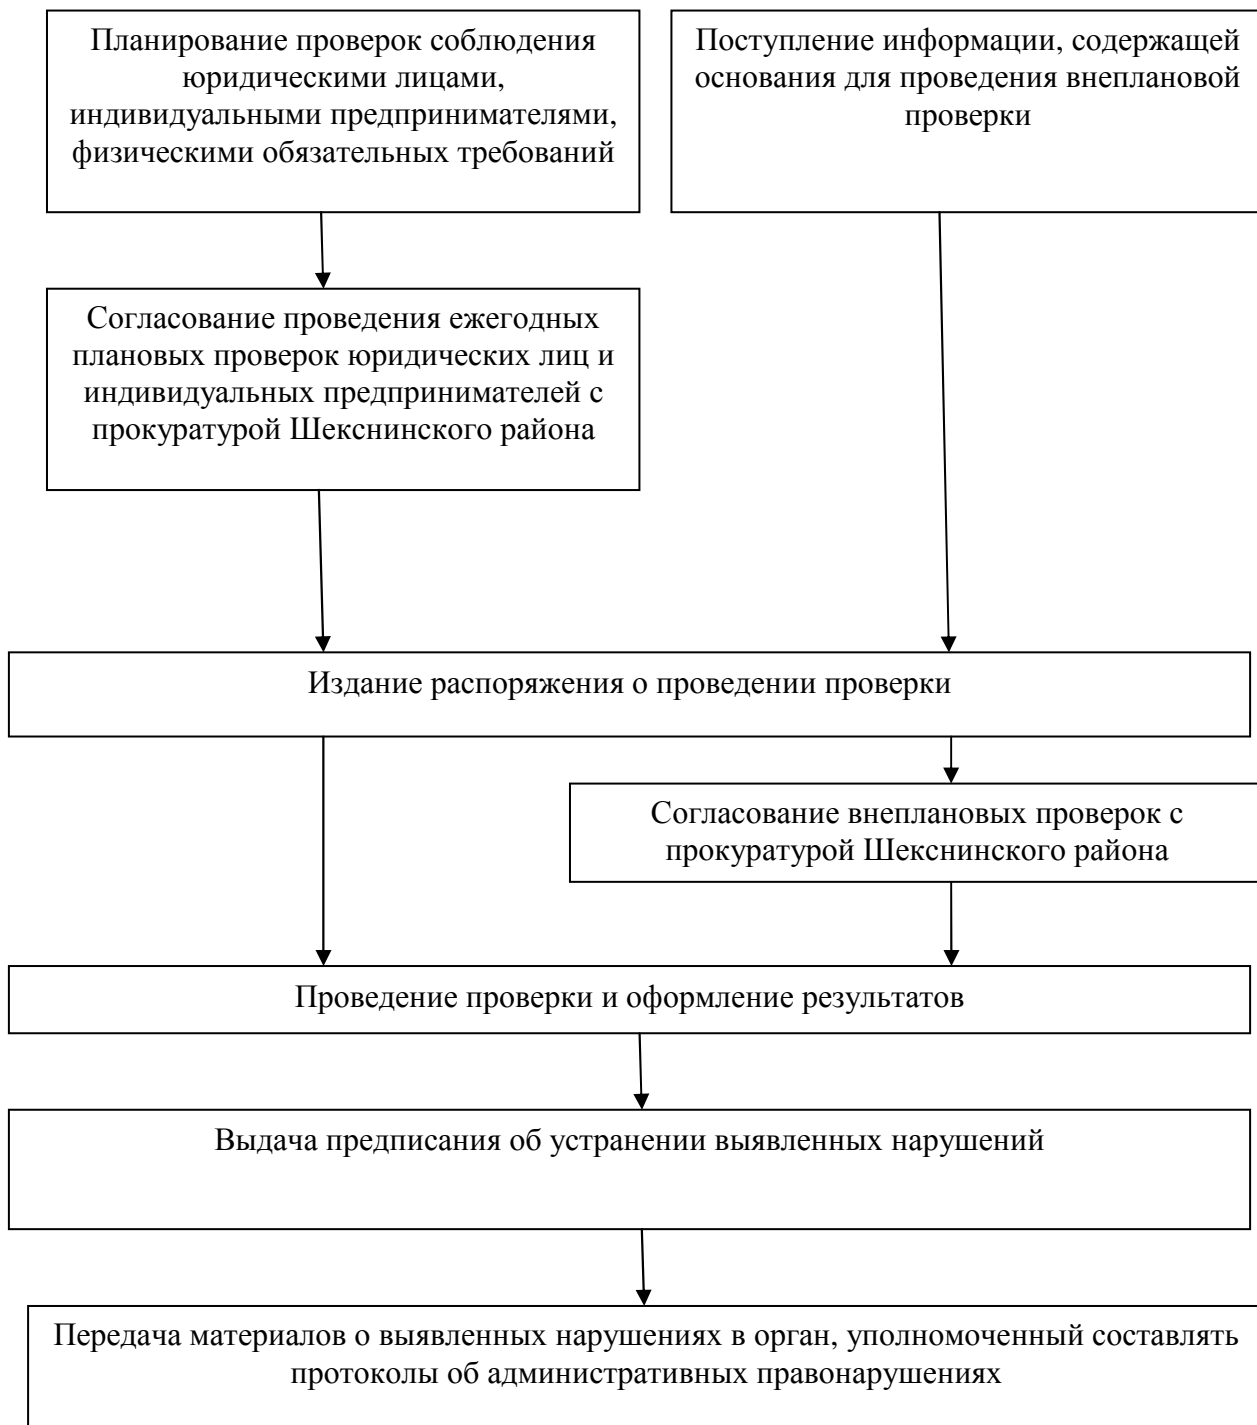 Планирование проверок соблюдения
юридическими лицами,
индивидуальными предпринимателями,
физическими обязательных требований
Поступление информации, содержащей
основания для проведения внеплановой
проверки
Согласование проведения ежегодных
плановых проверок юридических лиц и
индивидуальных предпринимателей с
прокуратурой Шекснинского района
Издание распоряжения о проведении проверки
Согласование внеплановых проверок с
прокуратурой Шекснинского района
Проведение проверки и оформление результатов
Выдача предписания об устранении выявленных нарушений
Передача материалов о выявленных нарушениях в орган, уполномоченный составлять
протоколы об административных правонарушениях